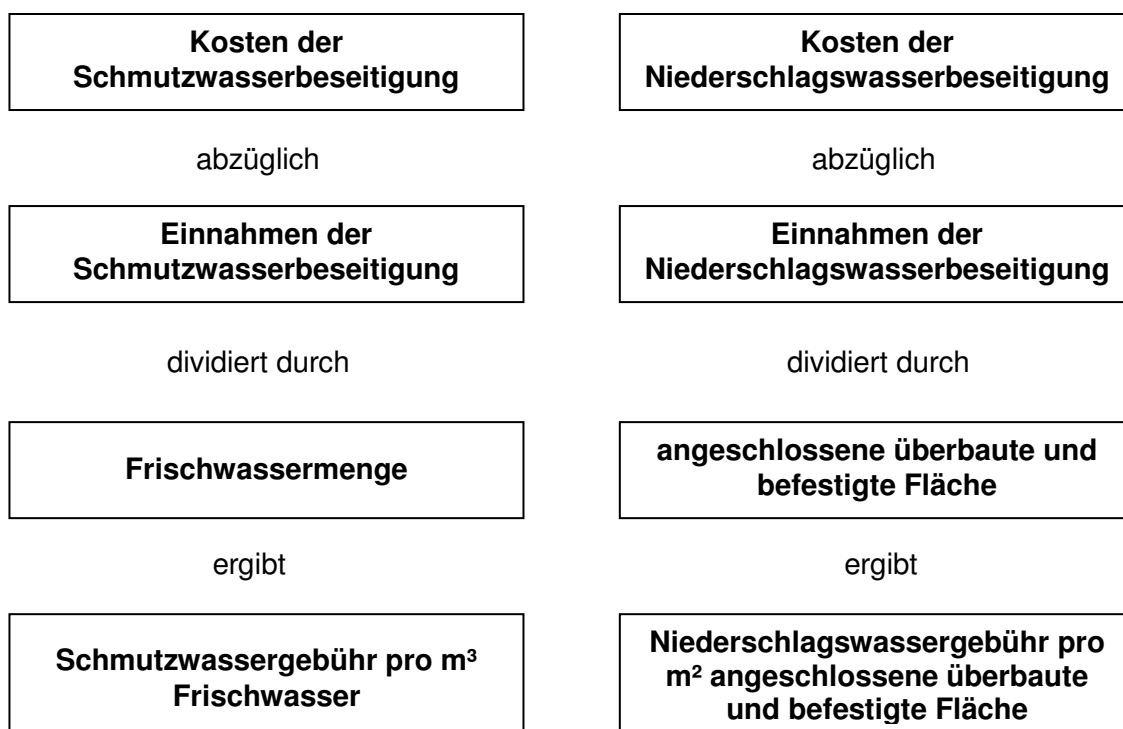 Kosten der
Schmutzwasserbeseitigung
abzüglich
Einnahmen der
Schmutzwasserbeseitigung
dividiert durch
Frischwassermenge
ergibt
Schmutzwassergebühr pro m³
Frischwasser
Kosten der
Niederschlagswasserbeseitigung
abzüglich
Einnahmen der
Niederschlagswasserbeseitigung
dividiert durch
angeschlossene überbaute und
befestigte Fläche
ergibt
Niederschlagswassergebühr pro
m² angeschlossene überbaute
und befestigte Fläche